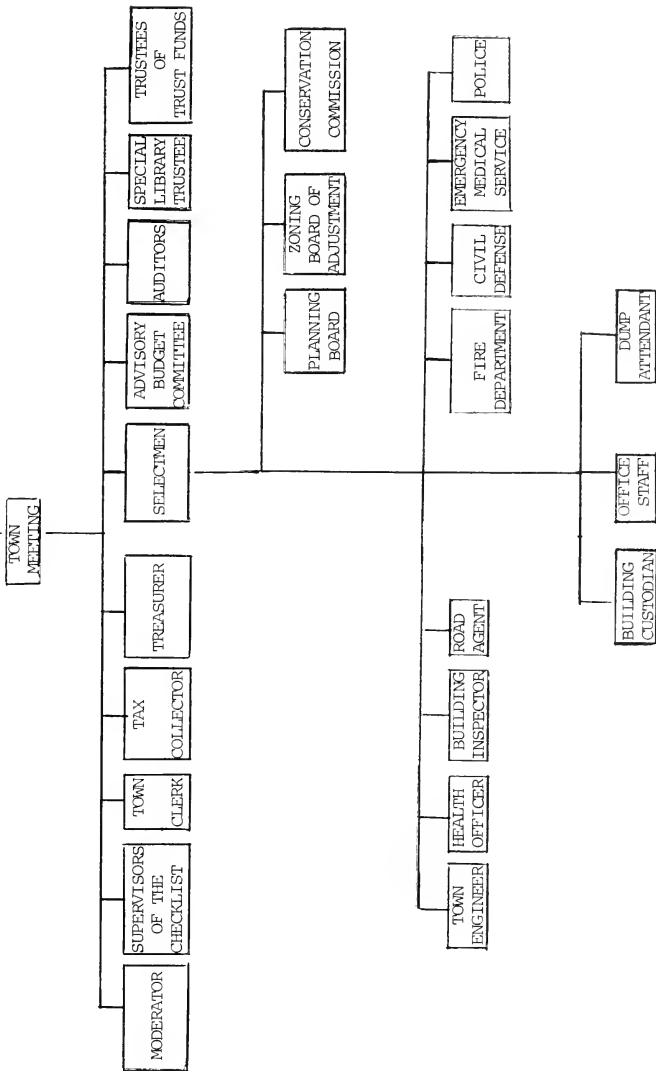 TOWN
MEETING
MODERATOR
SUPERVISORS
OF THE
CHECKLIST
TOWN
CLERK
TAX
COLLECTOR
TREASURER
SELECTMEN
ADVISORY
BUDGET
COMMITTEE
AUDITORS
SPECIAL
LIBRARY
TRUSTEE
TRUSTEES
OF
TRUST FUNDS
PLANNING
BOARD
ZONING
BOARD OF
ADJUSTMENT
CONSERVATION
COMMISSION
TOWN
ENGINEER
HEALTH
OFFICER
BUILDING
INSPECTOR
ROAD
AGENT
FIRE
DEPARTMENT
CIVIL
DEFENSE
EMERGENCY
MEDICAL
SERVICE
POLICE
BUILDING
CUSTODIAN
OFFICE
STAFF
DUMP
ATTENDANT